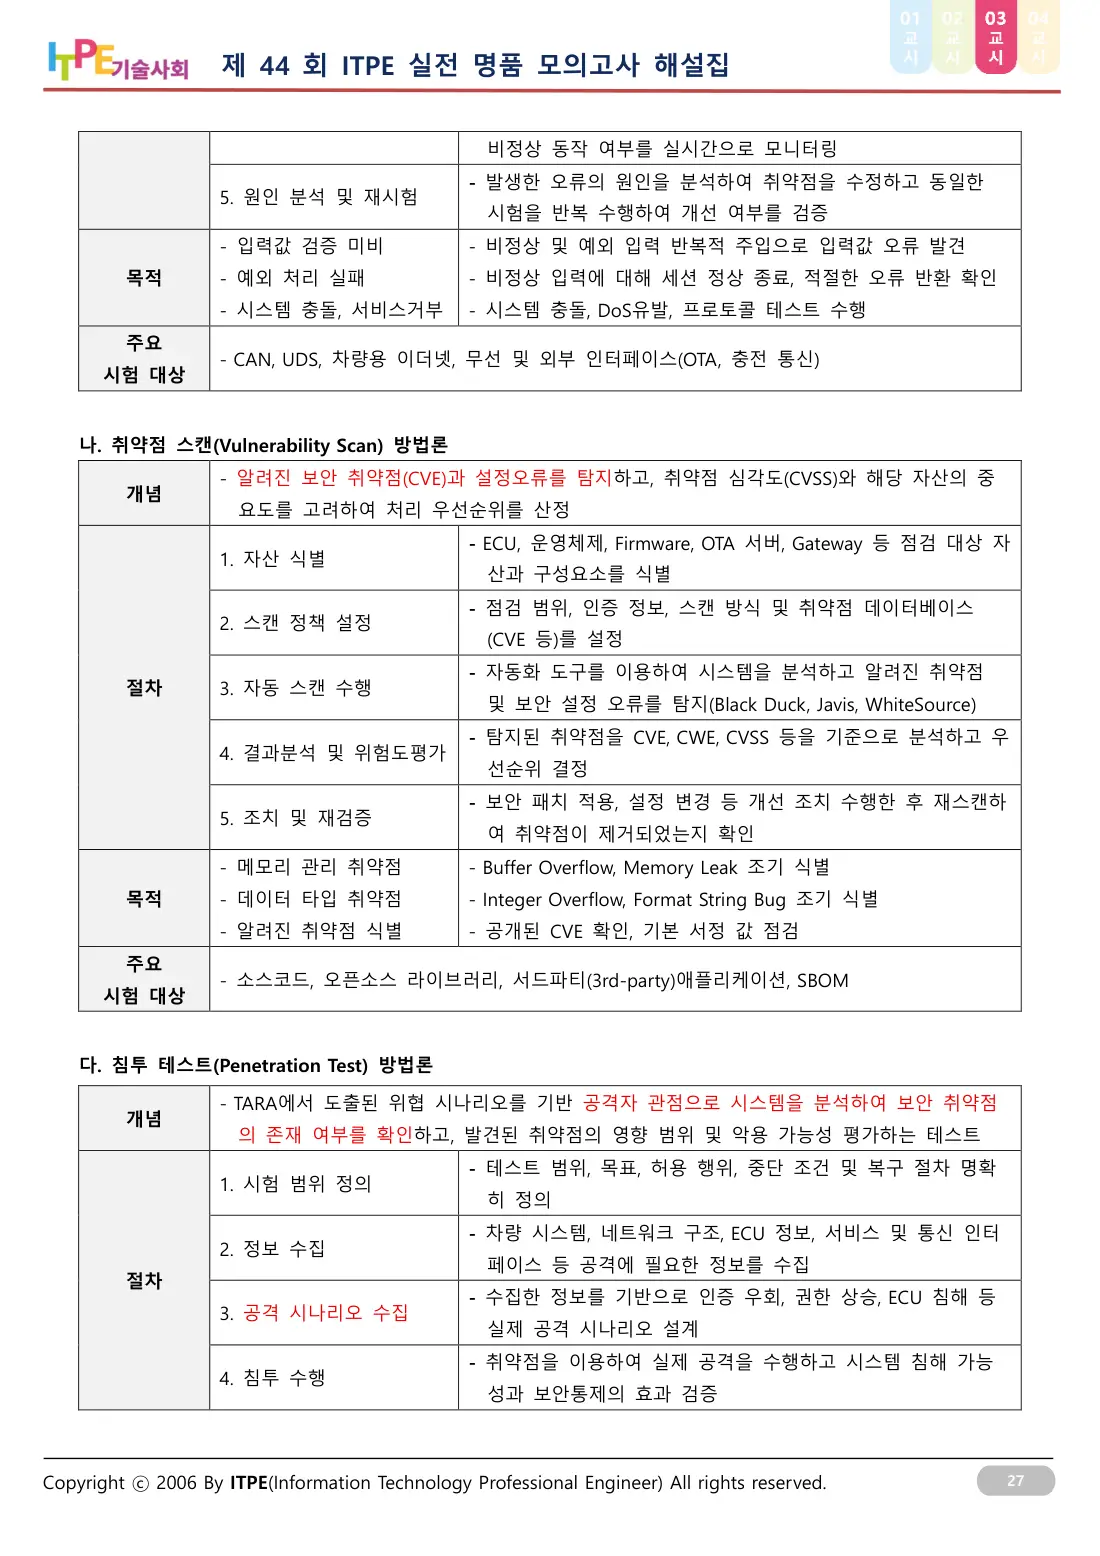 ITPE기술사회 제 44 회 ITPE 실전 명품 모의고사 해설집
01 교시
02 교시
03 교시
04 교시
비정상 동작 여부를 실시간으로 모니터링
5. 원인 분석 및 재시험
- 발생한 오류의 원인을 분석하여 취약점을 수정하고 동일한
시험을 반복 수행하여 개선 여부를 검증
목적
- 입력값 검증 미비
- 예외 처리 실패
- 시스템 충돌, 서비스거부
- 비정상 및 예외 입력 반복적 주입으로 입력값 오류 발견
- 비정상 입력에 대해 세션 정상 종료, 적절한 오류 반환 확인
- 시스템 충돌, DoS유발, 프로토콜 테스트 수행
주요
시험 대상
- CAN, UDS, 차량용 이더넷, 무선 및 외부 인터페이스(OTA, 충전 통신)
나. 취약점 스캔(Vulnerability Scan) 방법론
개념
- 알려진 보안 취약점(CVE)과 설정오류를 탐지하고, 취약점 심각도(CVSS)와 해당 자산의 중
요도를 고려하여 처리 우선순위를 산정
절차
1. 자산 식별
- ECU, 운영체제, Firmware, OTA 서버, Gateway 등 점검 대상 자
산과 구성요소를 식별
2. 스캔 정책 설정
- 점검 범위, 인증 정보, 스캔 방식 및 취약점 데이터베이스
(CVE 등)를 설정
3. 자동 스캔 수행
- 자동화 도구를 이용하여 시스템을 분석하고 알려진 취약점
및 보안 설정 오류를 탐지(Black Duck, Javis, WhiteSource)
4. 결과분석 및 위험도평가
- 탐지된 취약점을 CVE, CWE, CVSS 등을 기준으로 분석하고 우
선순위 결정
5. 조치 및 재검증
- 보안 패치 적용, 설정 변경 등 개선 조치 수행한 후 재스캔하
여 취약점이 제거되었는지 확인
목적
- 메모리 관리 취약점
- 데이터 타입 취약점
- 알려진 취약점 식별
- Buffer Overflow, Memory Leak 조기 식별
- Integer Overflow, Format String Bug 조기 식별
- 공개된 CVE 확인, 기본 서정 값 점검
주요
시험 대상
- 소스코드, 오픈소스 라이브러리, 서드파티(3rd-party)애플리케이션, SBOM
다. 침투 테스트(Penetration Test) 방법론
개념
- TARA에서 도출된 위협 시나리오를 기반 공격자 관점으로 시스템을 분석하여 보안 취약점
의 존재 여부를 확인하고, 발견된 취약점의 영향 범위 및 악용 가능성 평가하는 테스트
절차
1. 시험 범위 정의
- 테스트 범위, 목표, 허용 행위, 중단 조건 및 복구 절차 명확
히 정의
2. 정보 수집
- 차량 시스템, 네트워크 구조, ECU 정보, 서비스 및 통신 인터
페이스 등 공격에 필요한 정보를 수집
3. 공격 시나리오 수집
- 수집한 정보를 기반으로 인증 우회, 권한 상승, ECU 침해 등
실제 공격 시나리오 설계
4. 침투 수행
- 취약점을 이용하여 실제 공격을 수행하고 시스템 침해 가능
성과 보안통제의 효과 검증
Copyright ⓒ 2006 By ITPE(Information Technology Professional Engineer) All rights reserved.
27